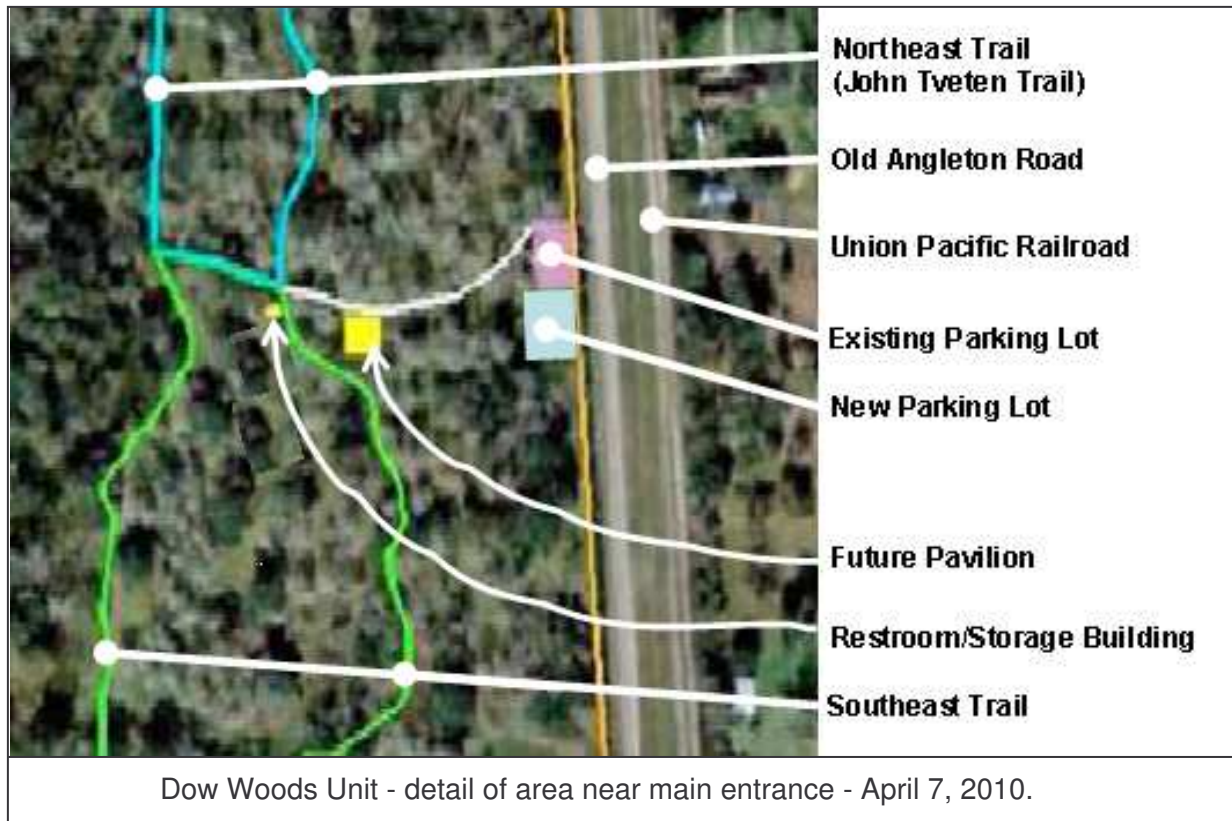 Northeast Trail
(John Tveten Trail)
Old Angleton Road
Union Pacific Railroad
Existing Parking Lot
New Parking Lot
Future Pavilion
Restroom/Storage Building
Southeast Trail
Dow Woods Unit - detail of area near main entrance - April 7, 2010.